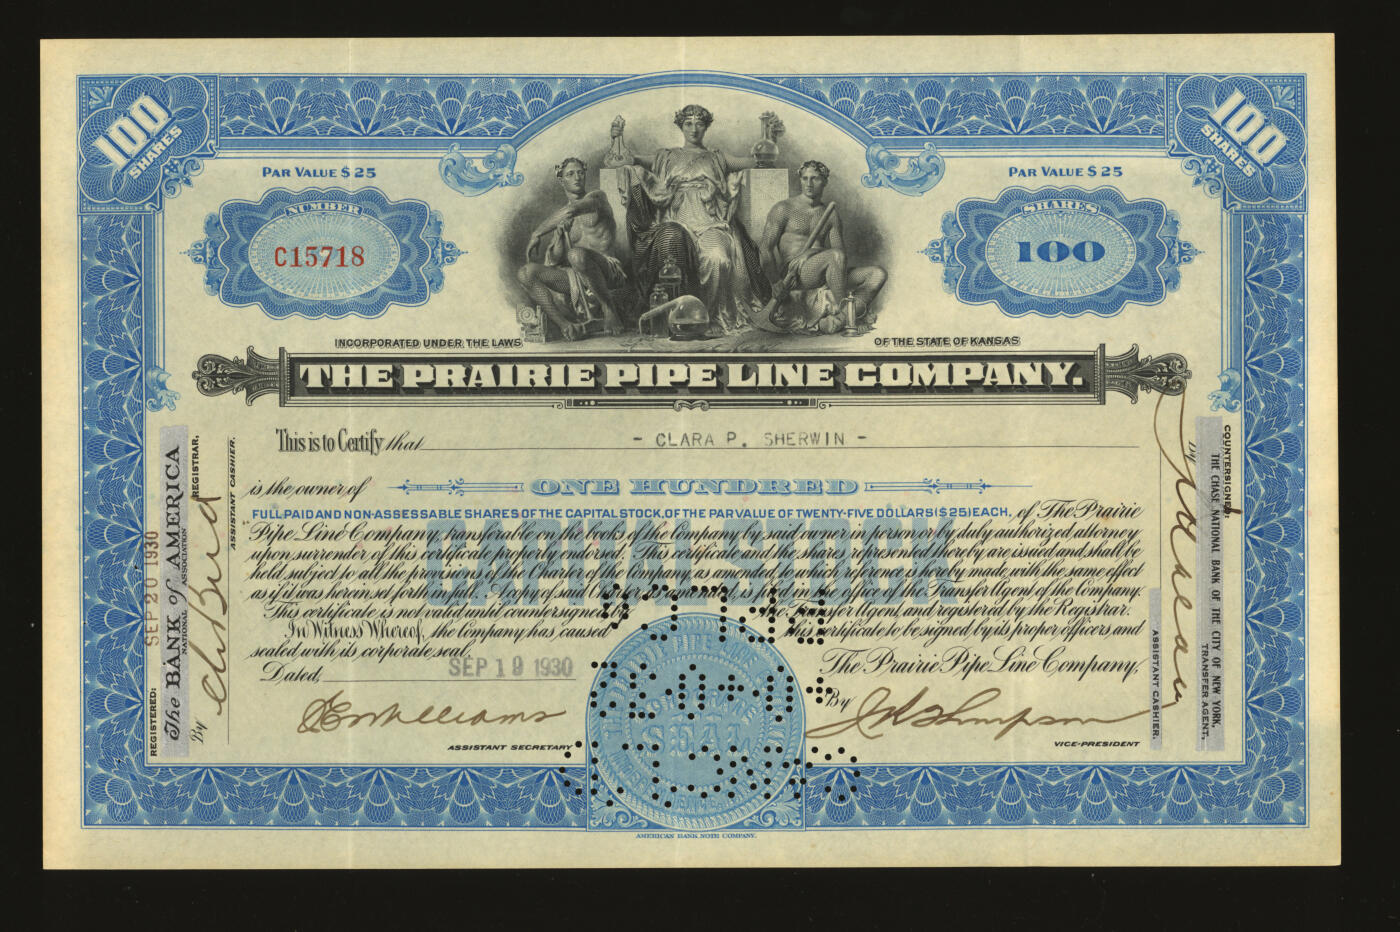 100
SHARES
100
SHARES
PAR VALUE $ 25
PAR VALUE $ 25
NUMBER
C15718
SHARES
100
INCORPORATED UNDER THE LAWS
OF THE STATE OF KANSAS
THE PRAIRIE PIPE LINE COMPANY.
This is to Certify that - CLARA P. SHERWIN -
is the owner of ONE HUNDRED
FULL PAID AND NON-ASSESSABLE SHARES OF THE CAPITAL STOCK, OF THE PAR VALUE OF TWENTY-FIVE DOLLARS ($25) EACH, of The Prairie
Pipe Line Company transferable on the books of the Company by said owner in person or by duly authorized attorney
upon surrender of this certificate properly endorsed. This certificate and the shares represented thereby are issued and shall be
held subject to all the provisions of the Charter of the Company, as amended, to which reference is hereby made with the same effect
as if it were herein set forth in full. A copy of said Charter, as amended, is filed in the office of the Transfer Agent of the Company.
This certificate is not valid until countersigned by the Transfer Agent, and registered by the Registrar.
In Witness Whereof, the Company has caused this certificate to be signed by its proper officers and
sealed with its corporate seal.
Dated, SEP 19 1930
The Prairie Pipe Line Company,
By
ASSISTANT SECRETARY
VICE-PRESIDENT
CAPITAL STOCK
SEAL
AMERICAN BANK NOTE COMPANY.
REGISTERED: SEP 20 1930
The BANK of AMERICA
NATIONAL ASSOCIATION
REGISTRAR,
By
ASSISTANT CASHIER.
COUNTERSIGNED:
THE CHASE NATIONAL BANK OF THE CITY OF NEW YORK,
TRANSFER AGENT.
By
ASSISTANT CASHIER.